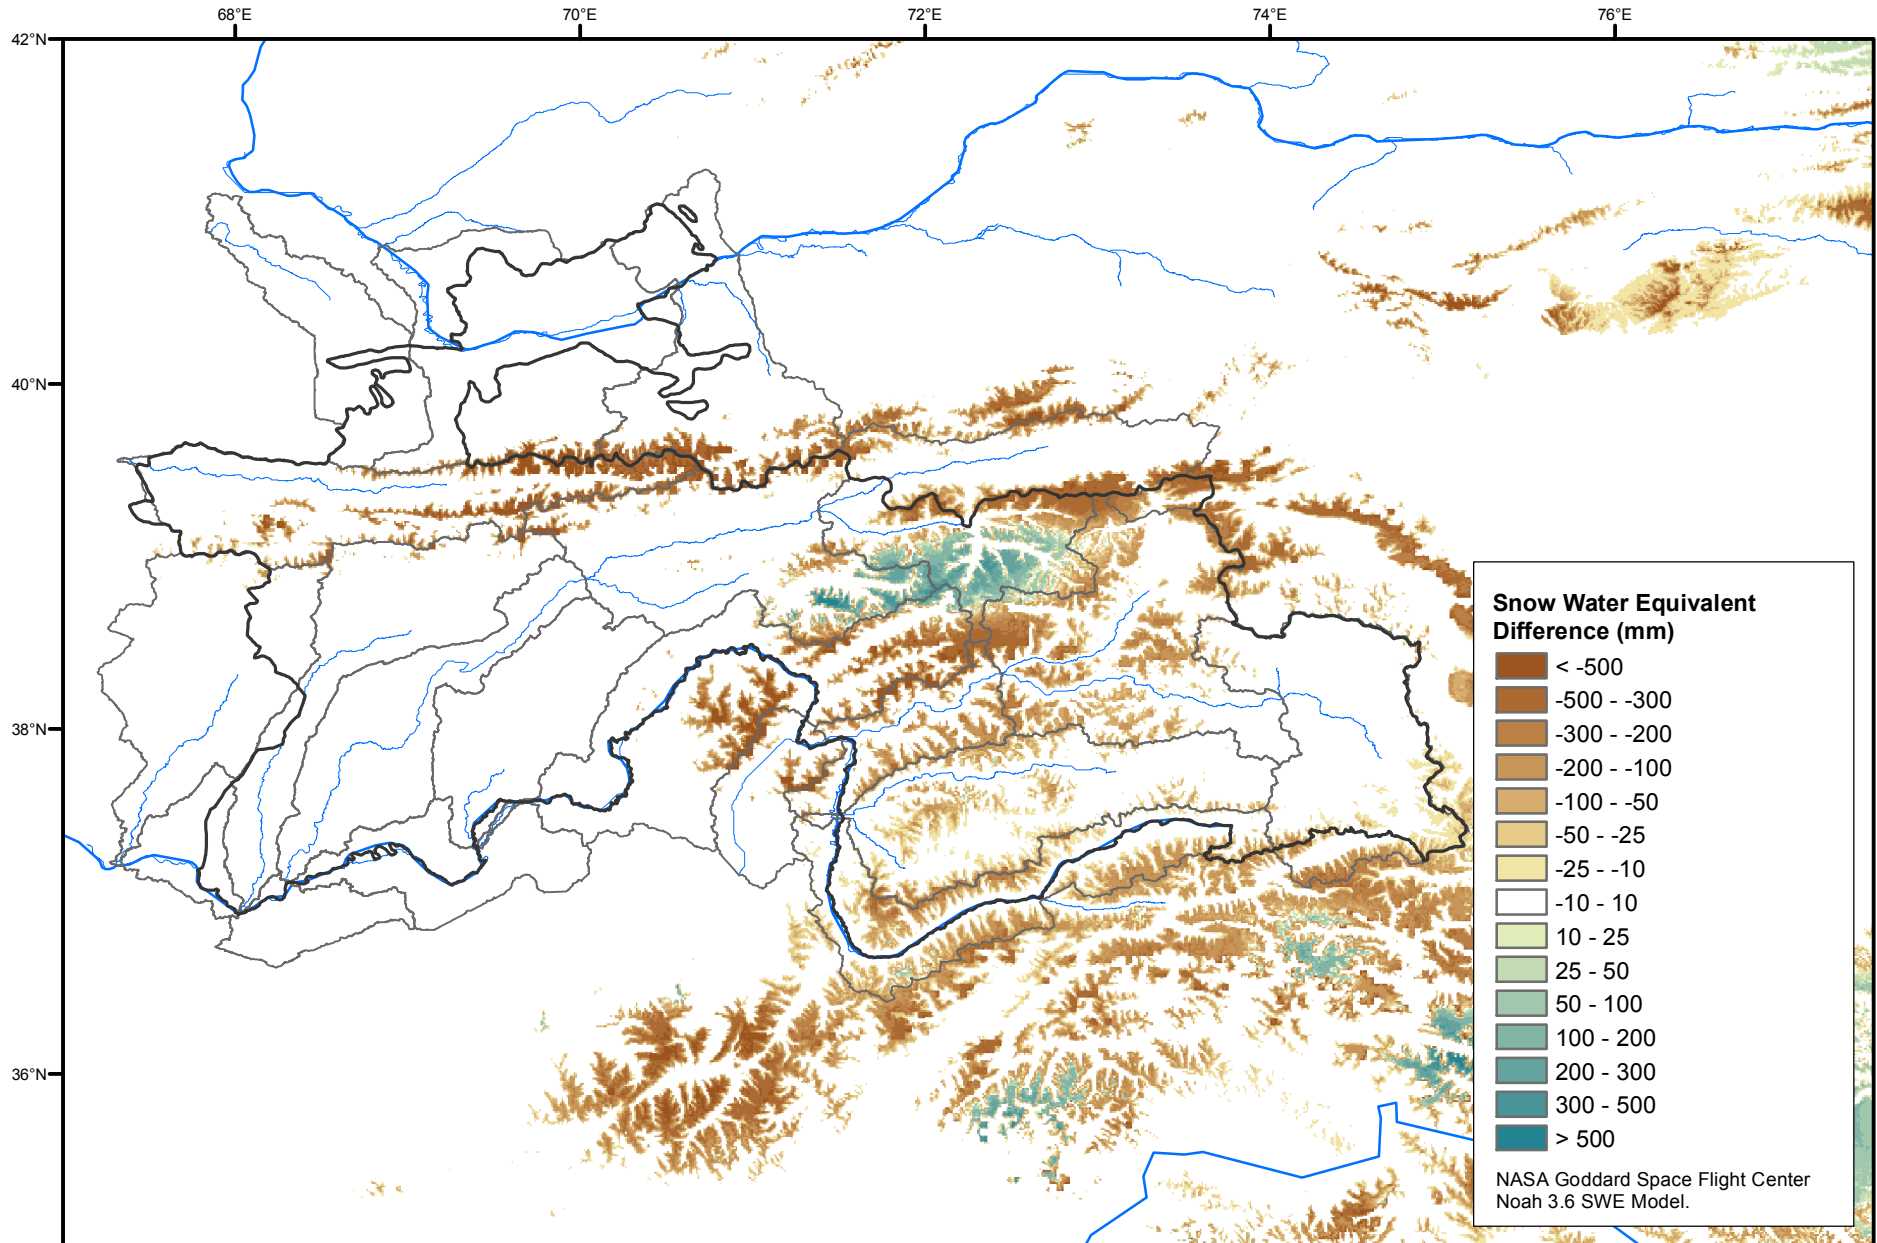 68°E 70°E 72°E 74°E 76°E
42°N
40°N
38°N
36°N
Snow Water Equivalent
Difference (mm)
< -500
-500 - -300
-300 - -200
-200 - -100
-100 - -50
-50 - -25
-25 - -10
-10 - 10
10 - 25
25 - 50
50 - 100
100 - 200
200 - 300
300 - 500
> 500
NASA Goddard Space Flight Center
Noah 3.6 SWE Model.